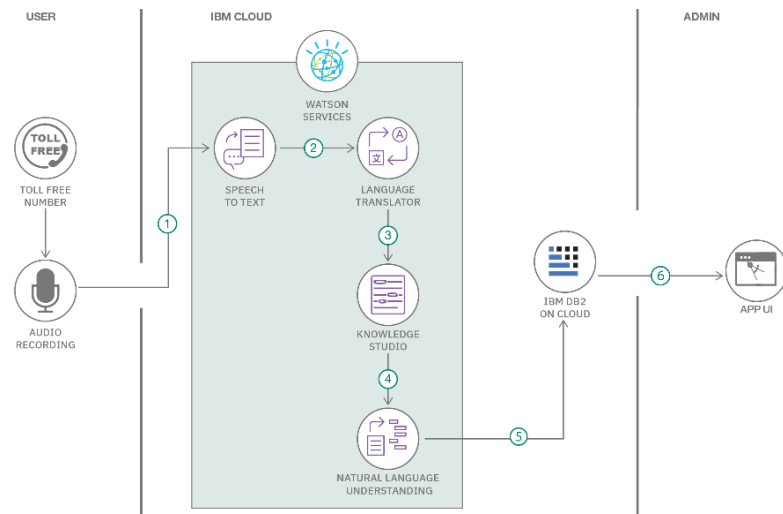 USER
IBM CLOUD
ADMIN
WATSON
SERVICES
TOLL
FREE
TOLL FREE
NUMBER
1
SPEECH
TO TEXT
2
A
文
LANGUAGE
TRANSLATOR
3
AUDIO
RECORDING
KNOWLEDGE
STUDIO
4
NATURAL LANGUAGE
UNDERSTANDING
5
IBM DB2
ON CLOUD
6
APP UI